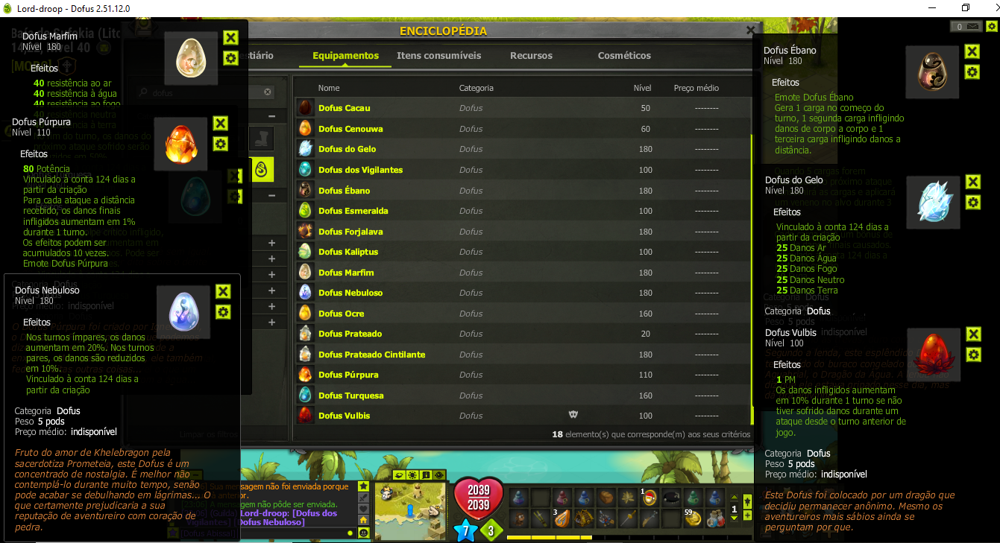 Lord-droop - Dofus 2.51.12.0
Dofus Marfim
Nível 180
Efeitos
40 resistência ao ar
40 resistência à água
40 resistência ao fogo
Dofus Púrpura
Nível 110
Efeitos
80 Potência
Vinculado à conta 124 dias a
partir da criação
Para cada ataque a distância
recebido, os danos finais
infligidos aumentam em 1%
durante 1 turno.
Os efeitos podem ser
acumulados 10 vezes.
Emote Dofus Púrpura
Dofus Nebuloso
Nível 180
Efeitos
Nos turnos ímpares, os danos
aumentam em 20%. Nos turnos
pares, os danos são reduzidos
em 10%.
Vinculado à conta 124 dias a
partir da criação
Categoria Dofus
Peso 5 pods
Preço médio: indisponível
Fruto do amor de Khelebragon pela
sacerdotiza Prometeia, este Dofus é um
concentrado de nostalgia. É melhor não
contemplá-lo durante muito tempo, senão
pode acabar se debulhando em lágrimas... O
que certamente prejudicaria a sua
reputação de aventureiro com coração de
pedra.
ENCICLOPÉDIA
Equipamentos
Itens consumíveis
Recursos
Cosméticos
dofus
Nome Categoria Nível Preço médio
Dofus Cacau Dofus 50 --------
Dofus Cenouwa Dofus 60 --------
Dofus do Gelo Dofus 180 --------
Dofus dos Vigilantes Dofus 100 --------
Dofus Ébano Dofus 180 --------
Dofus Esmeralda Dofus 100 --------
Dofus Forjalava Dofus 180 --------
Dofus Kaliptus Dofus 100 --------
Dofus Marfim Dofus 180 --------
Dofus Nebuloso Dofus 180 --------
Dofus Ocre Dofus 160 --------
Dofus Prateado Dofus 20 --------
Dofus Prateado Cintilante Dofus 180 --------
Dofus Púrpura Dofus 110 --------
Dofus Turquesa Dofus 160 --------
Dofus Vulbis Dofus 100 --------
Limpar os filtros
18 elemento(s) que corresponde(m) aos seus critérios
Sua mensagem não foi enviada porque
anterior.
A mensagem não pôde ser enviada.
[23:09] (Guilda) Lord-droop: [Dofus dos
Vigilantes][Dofus Nebuloso]
[Dofus Abissal]
2039
2039
7
3
1
3
59
1
0
Dofus Ébano
Nível 180
Efeitos
Emote Dofus Ébano
Gera 1 carga no começo do
turno, 1 segunda carga infligindo
danos de corpo a corpo e 1
terceira carga infligindo danos a
distância.
Dofus do Gelo
Nível 180
Efeitos
Vinculado à conta 124 dias a
partir da criação
25 Danos Ar
25 Danos Água
25 Danos Fogo
25 Danos Neutro
25 Danos Terra
Categoria Dofus
Peso 5 pods
Dofus Vulbis
Nível 100
Efeitos
1 PM
Os danos infligidos aumentam
em 10% durante 1 turno se não
tiver sofrido danos durante um
ataque desde o turno anterior de
jogo.
Categoria Dofus
Peso 5 pods
Preço médio: indisponível
Este Dofus foi colocado por um dragão que
decidiu permanecer anônimo. Mesmo os
aventureiros mais sábios ainda se
perguntam por que.